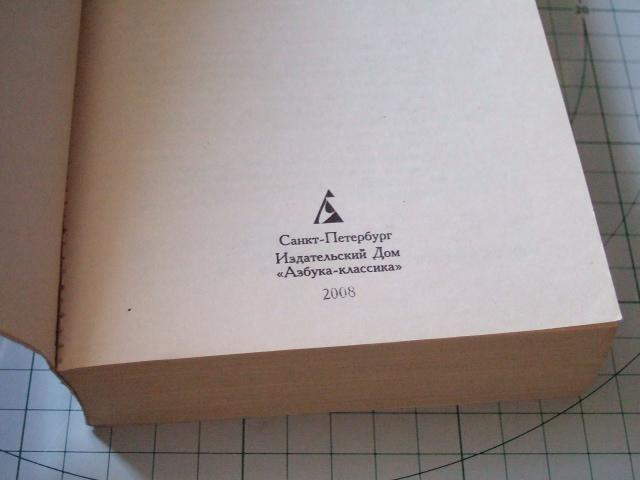 Санкт-Петербург
Издательский Дом
«Азбука-классика»
2008